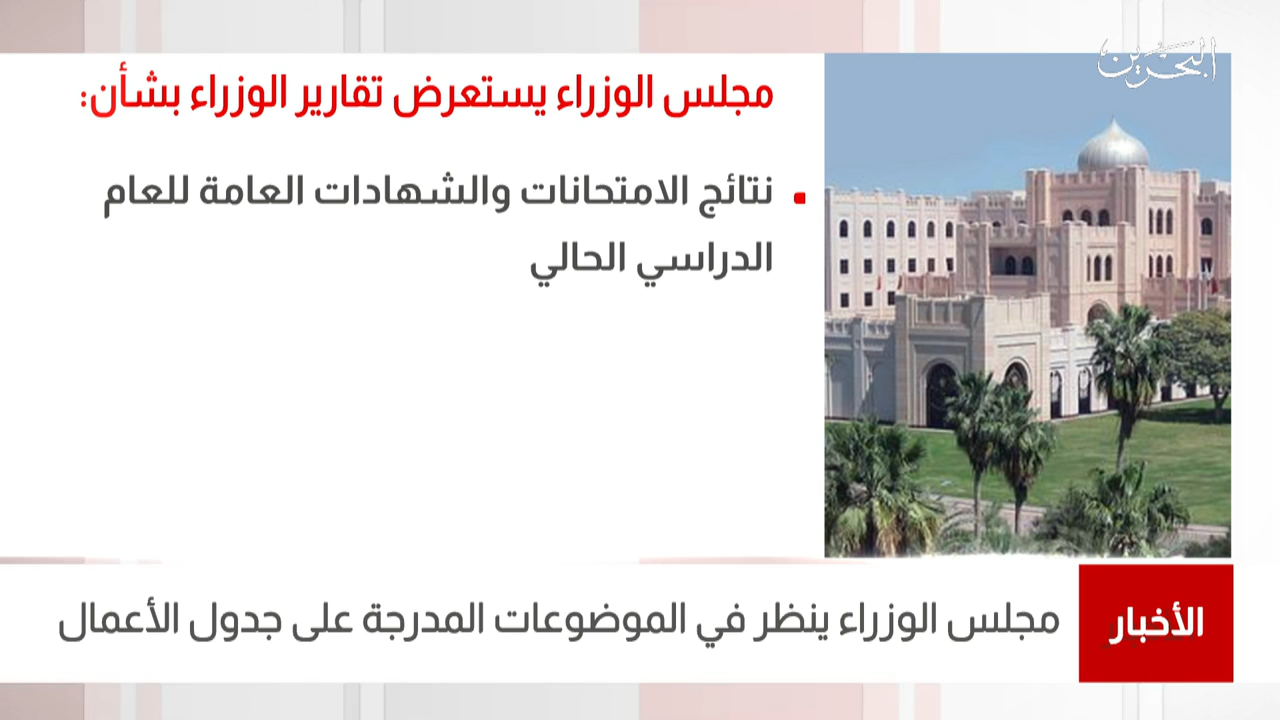 البحرين
مجلس الوزراء يستعرض تقارير الوزراء بشأن:
نتائج الامتحانات والشهادات العامة للعام
الدراسي الحالي
الأخبار
مجلس الوزراء ينظر في الموضوعات المدرجة على جدول الأعمال